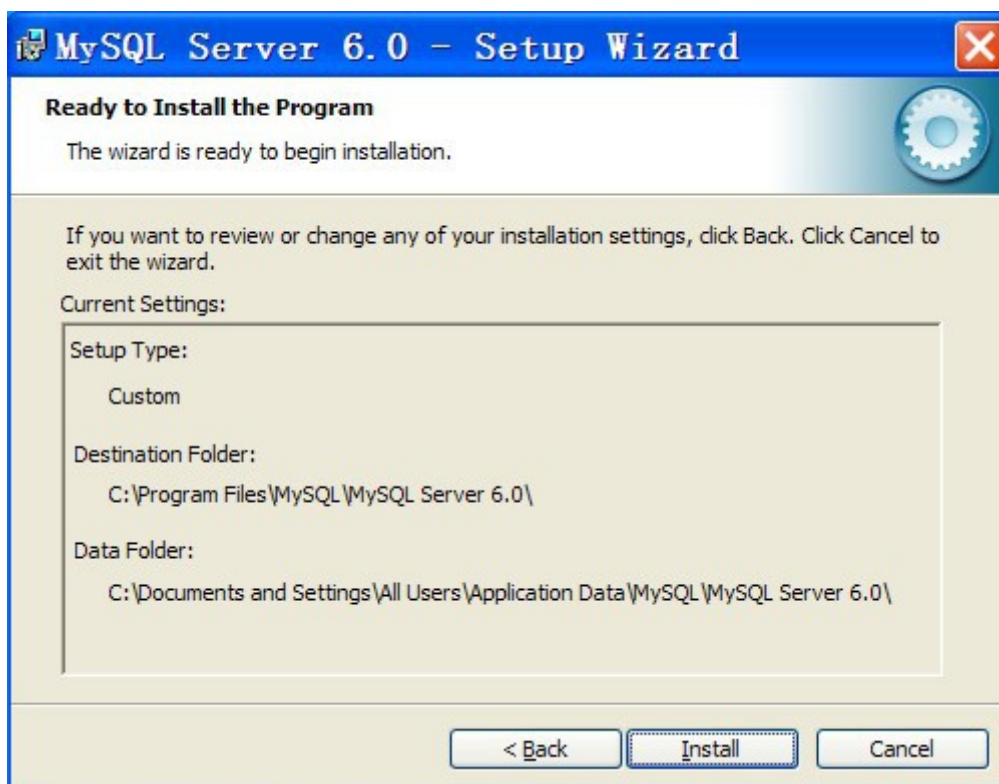 MySQL Server 6.0 - Setup Wizard
Ready to Install the Program
The wizard is ready to begin installation.
If you want to review or change any of your installation settings, click Back. Click Cancel to
exit the wizard.
Current Settings:
Setup Type:
Custom
Destination Folder:
C:\Program Files\MySQL\MySQL Server 6.0\
Data Folder:
C:\Documents and Settings\All Users\Application Data\MySQL\MySQL Server 6.0\
< Back Install Cancel